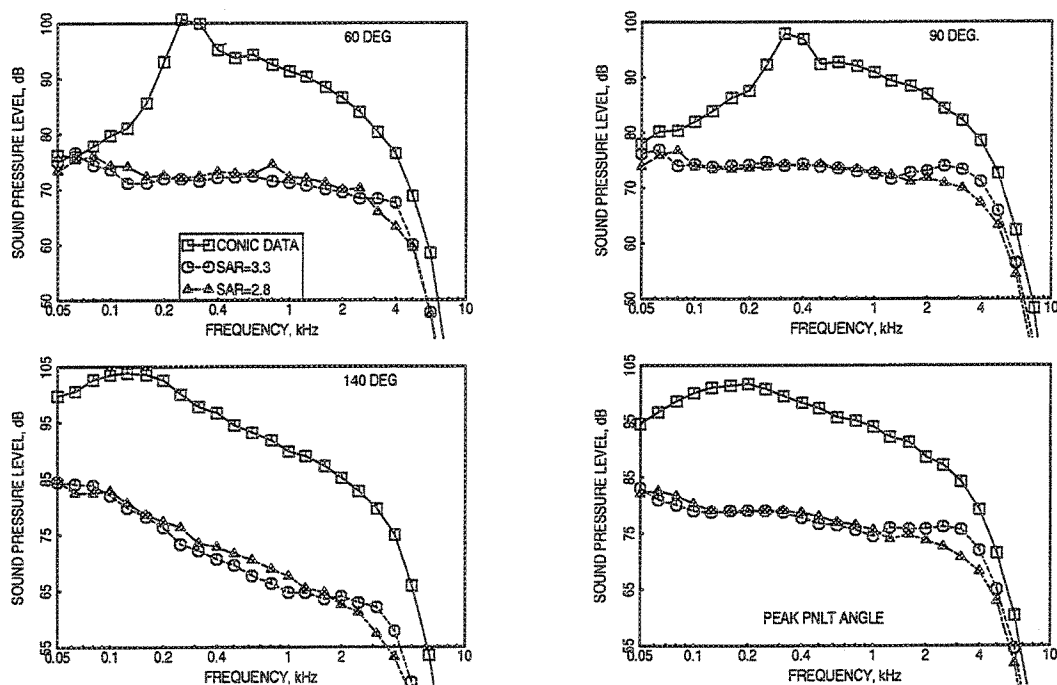 100
90
80
70
60
50
SOUND PRESSURE LEVEL, dB
60 DEG
CONIC DATA
SAR=3.3
SAR=2.8
0.05 0.1 0.2 0.4 1 2 4 10
FREQUENCY, kHz
100
90
80
70
60
50
SOUND PRESSURE LEVEL, dB
90 DEG.
0.05 0.1 0.2 0.4 1 2 4 10
FREQUENCY, kHz
105
95
85
75
65
55
SOUND PRESSURE LEVEL, dB
140 DEG
0.05 0.1 0.2 0.4 1 2 4 10
FREQUENCY, kHz
105
95
85
75
65
55
SOUND PRESSURE LEVEL, dB
PEAK PNLT ANGLE
0.05 0.1 0.2 0.4 1 2 4 10
FREQUENCY, kHz